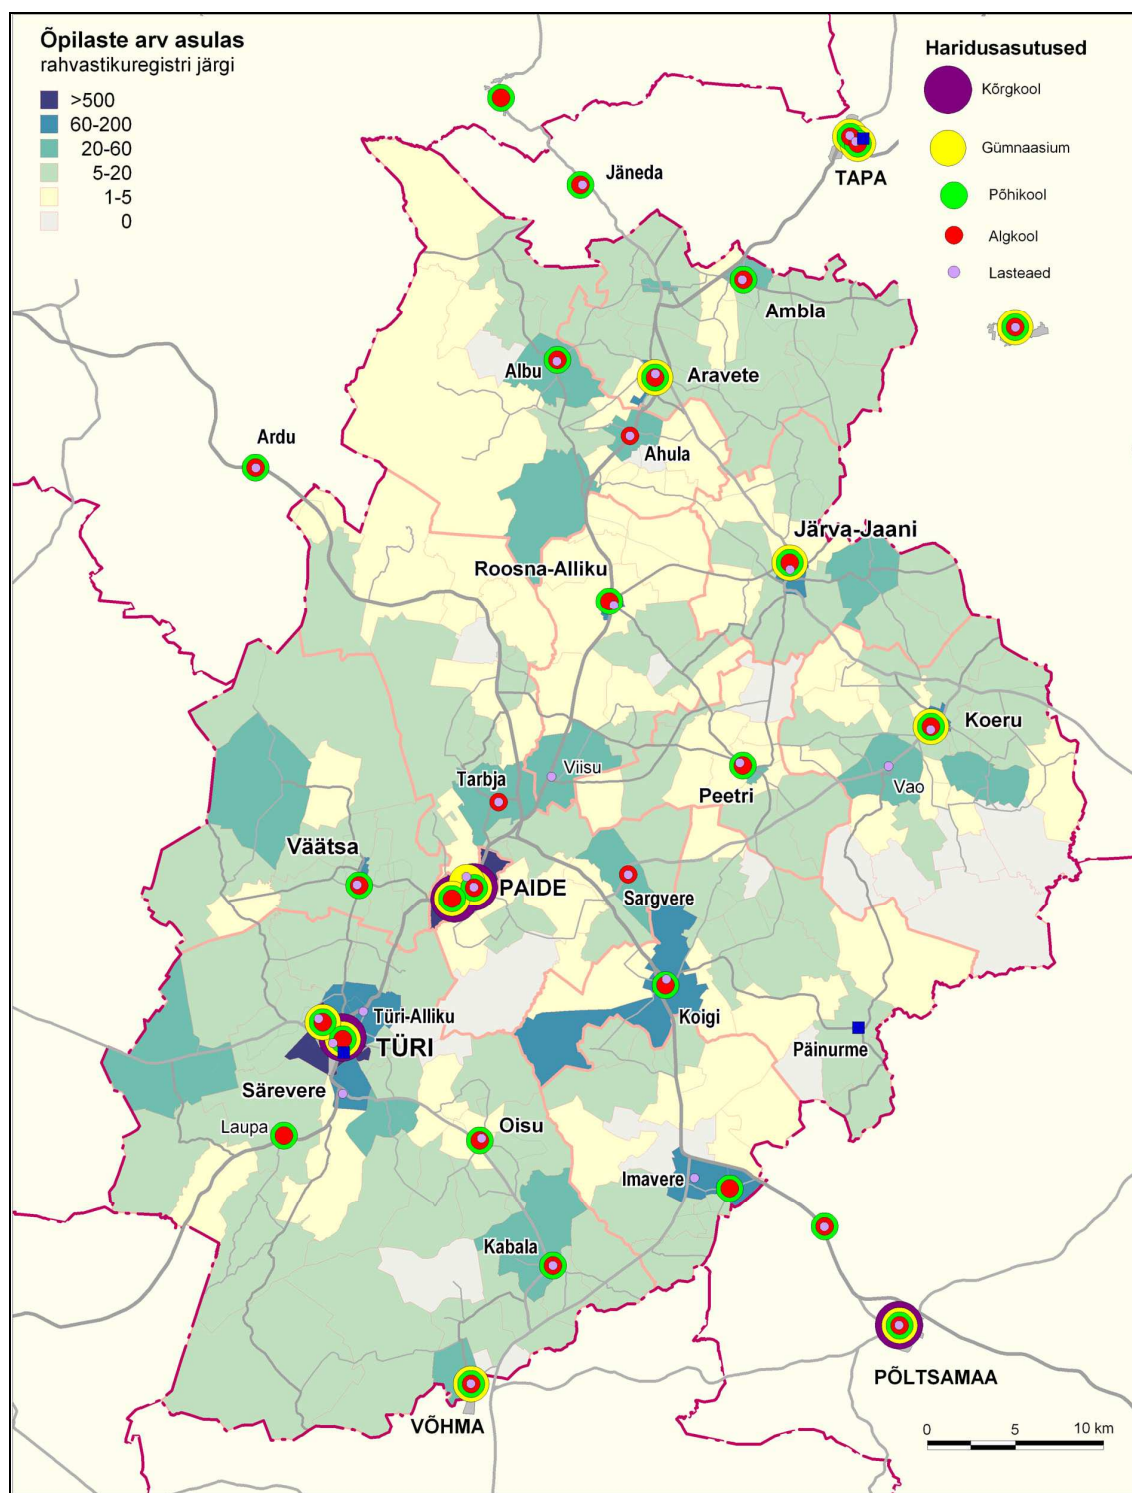 Õpilaste arv asulas
rahvastikuregistri järgi
>500
60-200
20-60
5-20
1-5
0
Haridusasutused
Kõrgkool
Gümnaasium
Põhikool
Algkool
Lasteaed
TAPA
Jäneda
Ambla
Albu
Aravete
Ahula
Ardu
Järva-Jaani
Roosna-Alliku
Koeru
Viisu
Tarbja
Peetri
Vao
Väätsa
PAIDE
Sargvere
Türi-Alliku
Koigi
TÜRI
Päinurme
Särevere
Laupa
Oisu
Imavere
Kabala
PÕLTSAMAA
VÕHMA
0 5 10 km